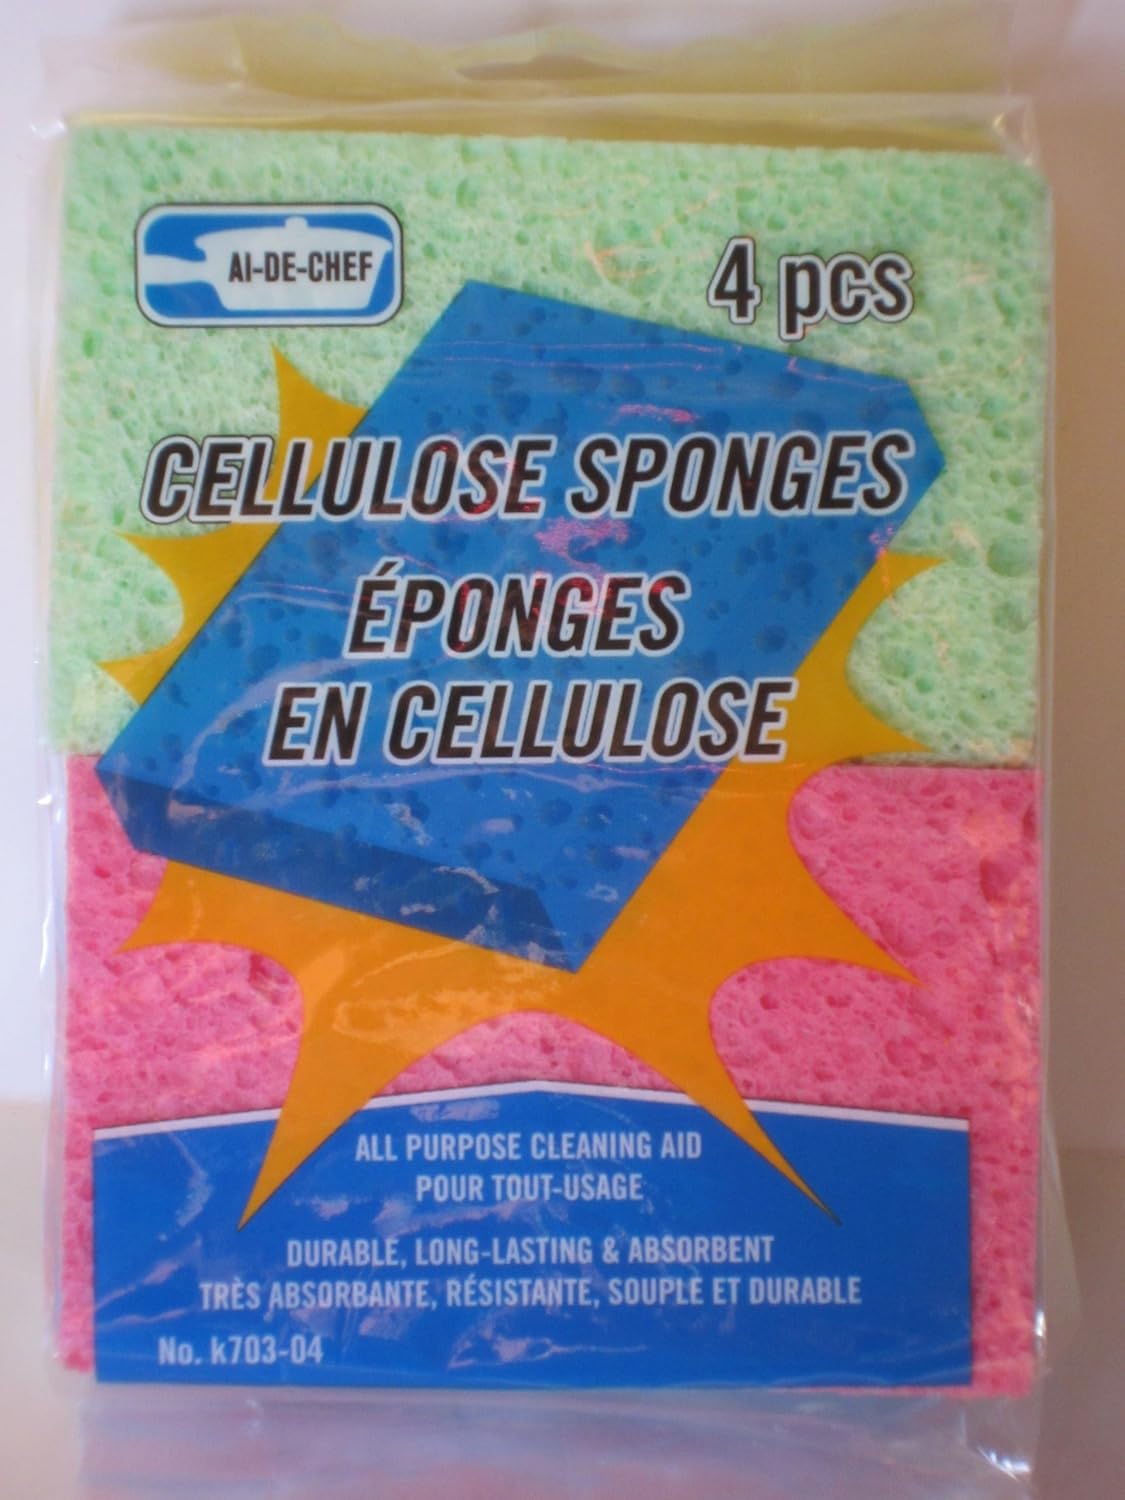 AI-DE-CHEF
4 pcs
CELLULOSE SPONGES
ÉPONGES
EN CELLULOSE
ALL PURPOSE CLEANING AID
POUR TOUT-USAGE
DURABLE, LONG-LASTING & ABSORBENT
TRÈS ABSORBANTE, RÉSISTANTE, SOUPLE ET DURABLE
No. k703-04